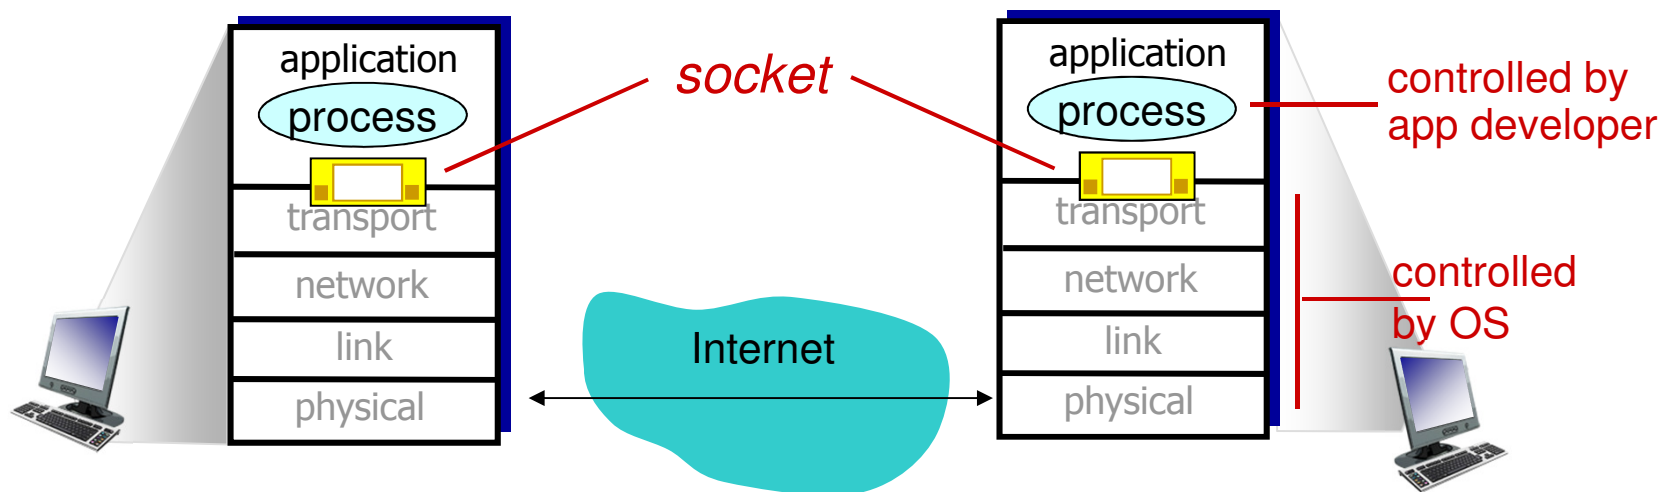 application
process
transport
network
link
physical
socket
Internet
application
process
transport
network
link
physical
controlled by
app developer
controlled
by OS